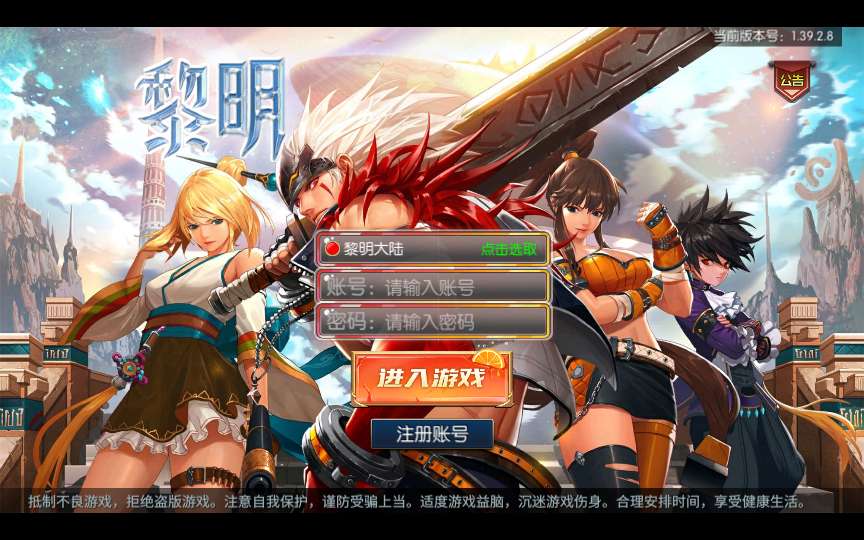 当前版本号：1.39.2.8
公告
黎明
黎明大陆 点击选取
账号：请输入账号
密码：请输入密码
进入游戏
注册账号
抵制不良游戏，拒绝盗版游戏。注意自我保护，谨防受骗上当。适度游戏益脑，沉迷游戏伤身。合理安排时间，享受健康生活。